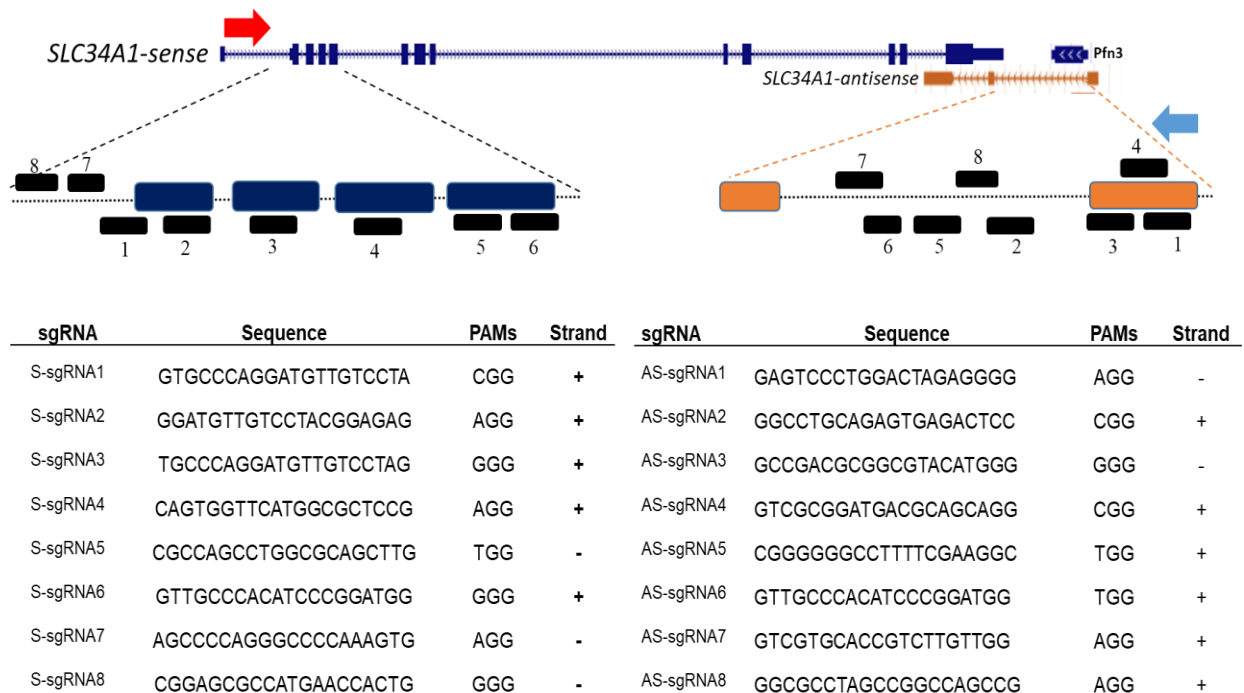 SLC34A1-sense
Pfn3
SLC34A1-antisense
8 7
1 2 3 4 5 6
4
7 8
6 5 2 3 1
sgRNA Sequence PAMs Strand sgRNA Sequence PAMs Strand
S-sgRNA1 GTGCCCAGGATGTTGTCCTA CGG + AS-sgRNA1 GAGTCCCTGGACTAGAGGGG AGG -
S-sgRNA2 GGATGTTGTCCTACGGAGAG AGG + AS-sgRNA2 GGCCTGCAGAGTGAGACTCC CGG +
S-sgRNA3 TGCCCAGGATGTTGTCCTAG GGG + AS-sgRNA3 GCCGACGCGGCGTACATGGG GGG -
S-sgRNA4 CAGTGGTTCATGGCGCTCCG AGG + AS-sgRNA4 GTCGCGGATGACGCAGCAGG CGG +
S-sgRNA5 CGCCAGCCTGGCGCAGCTTG TGG - AS-sgRNA5 CGGGGGGCCTTTTCGAAGGC TGG +
S-sgRNA6 GTTGCCCACATCCCGGATGG GGG + AS-sgRNA6 GTTGCCCACATCCCGGATGG TGG +
S-sgRNA7 AGCCCCAGGGCCCCAAAGTG AGG - AS-sgRNA7 GTCGTGCACCGTCTTGTTGG AGG +
S-sgRNA8 CGGAGCGCCATGAACCACTG GGG - AS-sgRNA8 GGCGCCTAGCCGGCCAGCCG AGG +